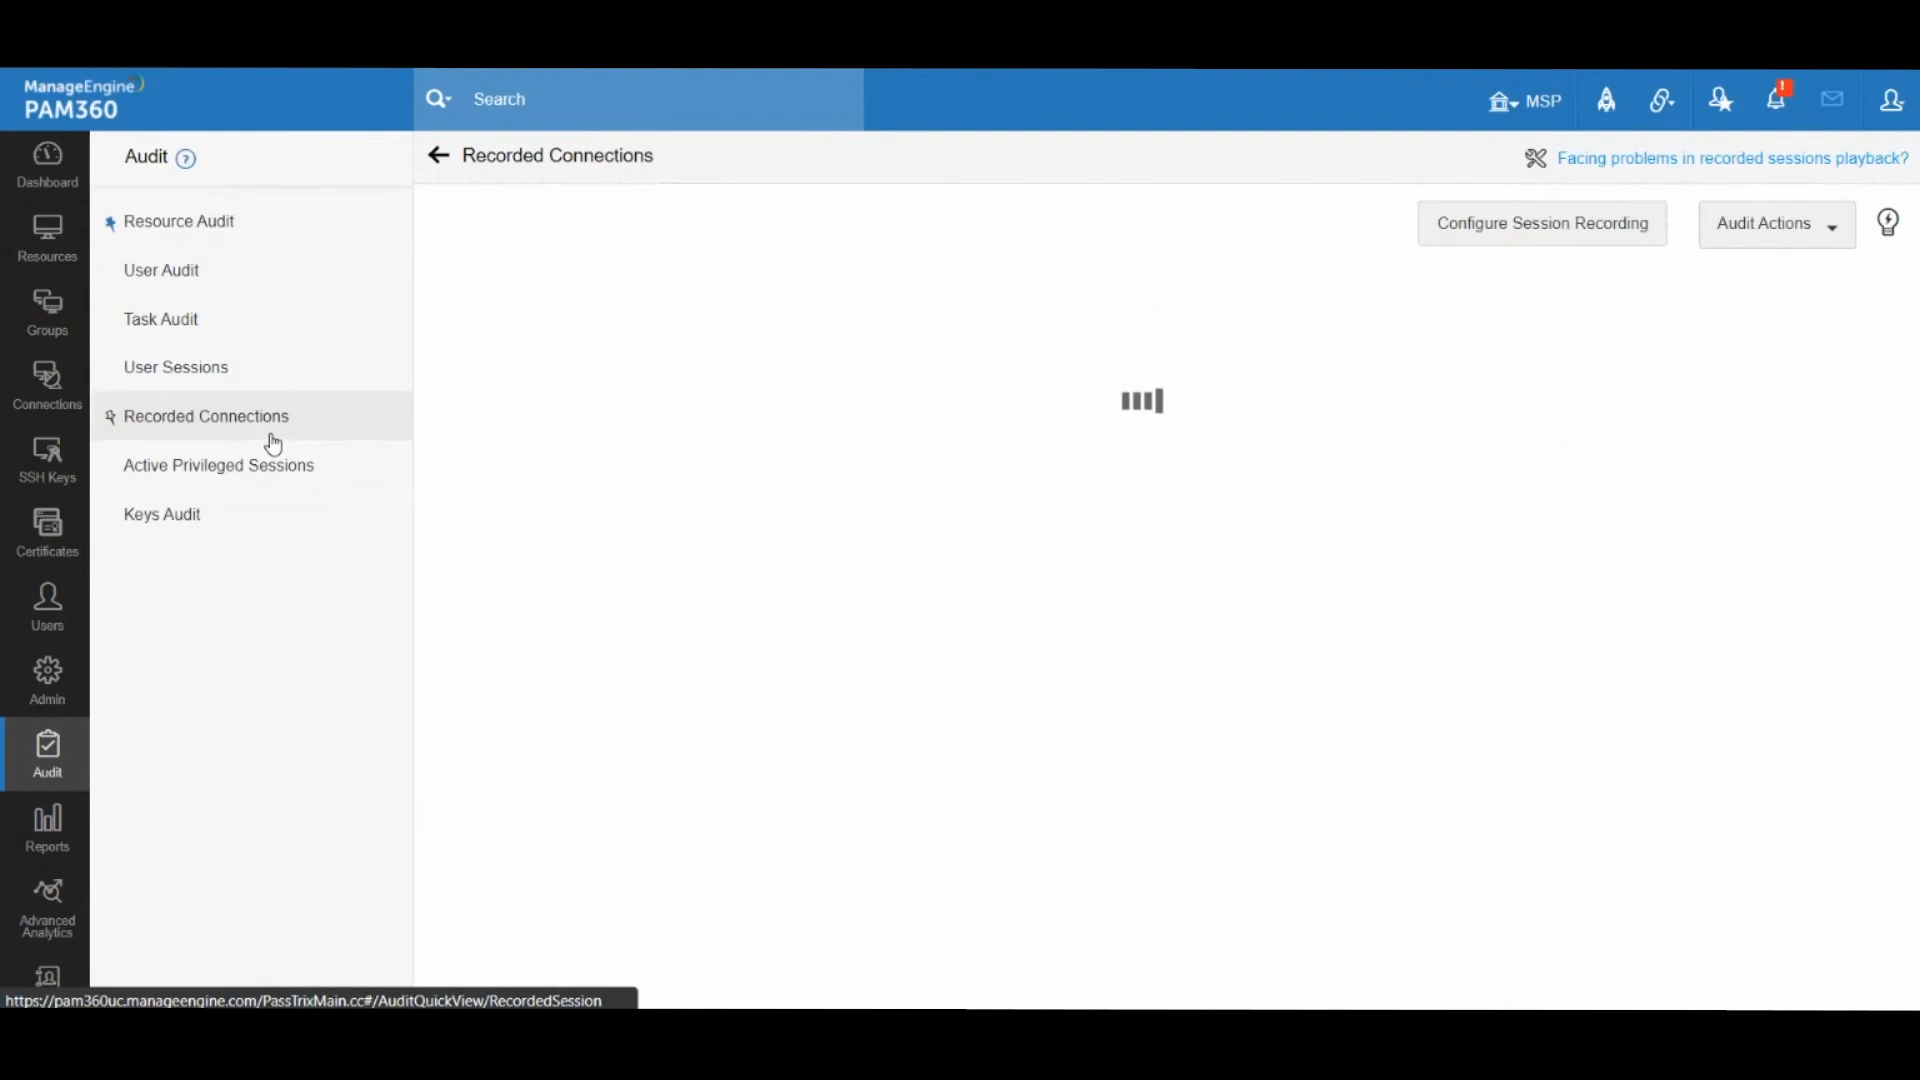 ManageEngine
PAM360
Search
MSP
!
Dashboard
Resources
Groups
Connections
SSH Keys
Certificates
Users
Admin
Audit
Reports
Advanced
Analytics
Audit ?
Resource Audit
User Audit
Task Audit
User Sessions
Recorded Connections
Active Privileged Sessions
Keys Audit
Recorded Connections
Facing problems in recorded sessions playback?
Configure Session Recording
Audit Actions
https://pam360uc.manageengine.com/PassTrixMain.cc#/AuditQuickView/RecordedSession